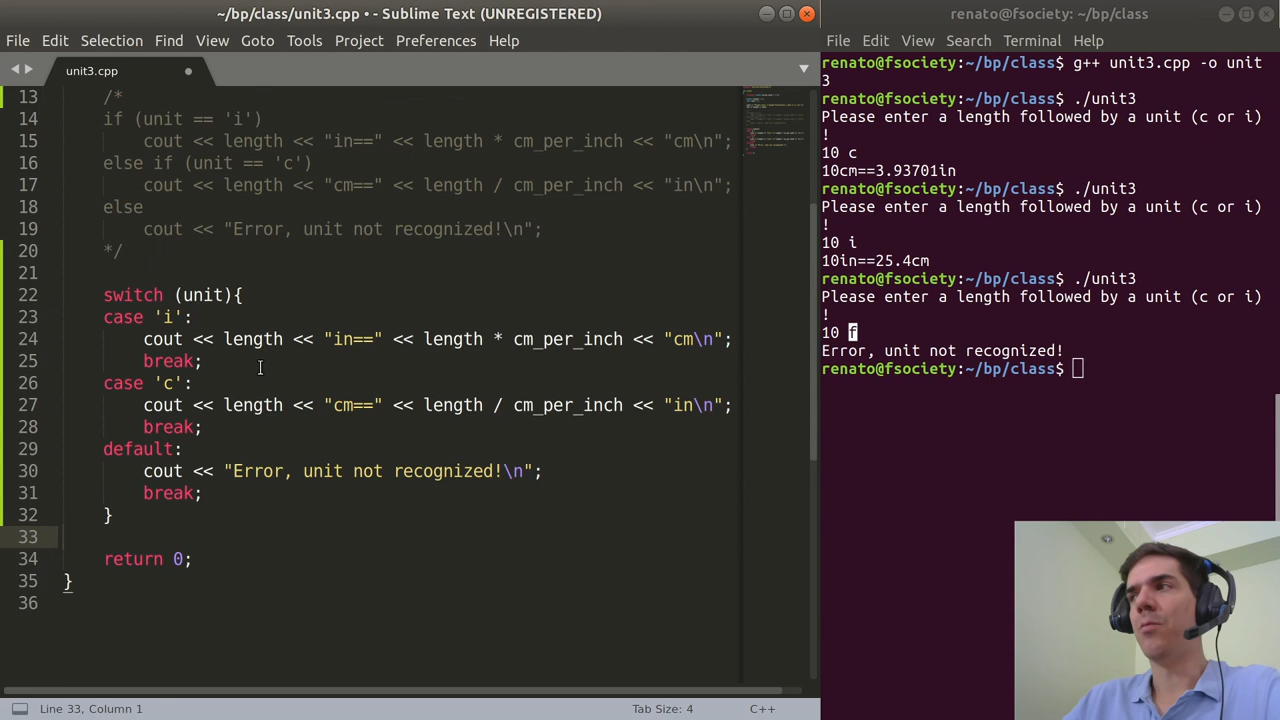 ~/bp/class/unit3.cpp • - Sublime Text (UNREGISTERED)
File Edit Selection Find View Goto Tools Project Preferences Help
unit3.cpp
13 /*
14 if (unit == 'i')
15 cout << length << "in==" << length * cm_per_inch << "cm\n";
16 else if (unit == 'c')
17 cout << length << "cm==" << length / cm_per_inch << "in\n";
18 else
19 cout << "Error, unit not recognized!\n";
20 */
21
22 switch (unit){
23 case 'i':
24 cout << length << "in==" << length * cm_per_inch << "cm\n";
25 break;
26 case 'c':
27 cout << length << "cm==" << length / cm_per_inch << "in\n";
28 break;
29 default:
30 cout << "Error, unit not recognized!\n";
31 break;
32 }
33
34 return 0;
35 }
36
Line 33, Column 1 Tab Size: 4 C++
renato@fsociety: ~/bp/class
File Edit View Search Terminal Help
renato@fsociety:~/bp/class$ g++ unit3.cpp -o unit
3
renato@fsociety:~/bp/class$ ./unit3
Please enter a length followed by a unit (c or i)
!
10 c
10cm==3.93701in
renato@fsociety:~/bp/class$ ./unit3
Please enter a length followed by a unit (c or i)
!
10 i
10in==25.4cm
renato@fsociety:~/bp/class$ ./unit3
Please enter a length followed by a unit (c or i)
!
10 f
Error, unit not recognized!
renato@fsociety:~/bp/class$